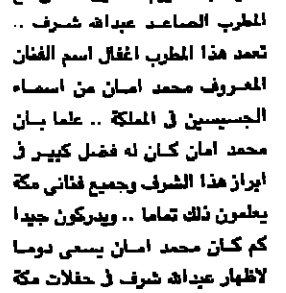 المطرب الصاعد عبدالله شرف ..
تعمد هذا المطرب اغفال اسم الفنان
المعروف محمد امان من اسماء
الجسيسين في المملكة .. علما بان
محمد امان كان له فضل كبير في
ابراز هذا الشرف وجميع فناني مكة
يعلمون ذلك تماما .. ويدركون جيدا
كم كان محمد امان يسعى دوما
لاظهار عبدالله شرف في حفلات مكة